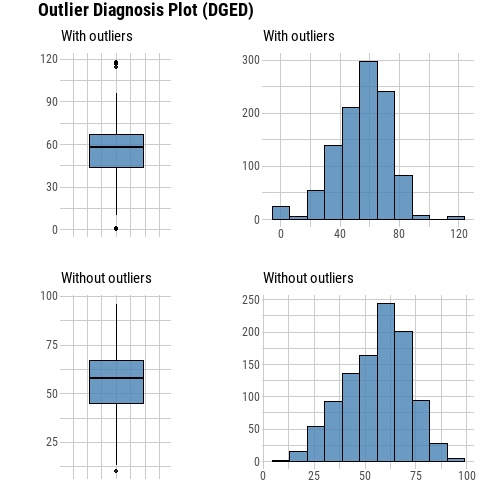 Outlier Diagnosis Plot (DGED)
With outliers
With outliers
120
90
60
30
0
300
200
100
0
0 40 80 120
Without outliers
Without outliers
100
75
50
25
250
200
150
100
50
0
0 25 50 75 100